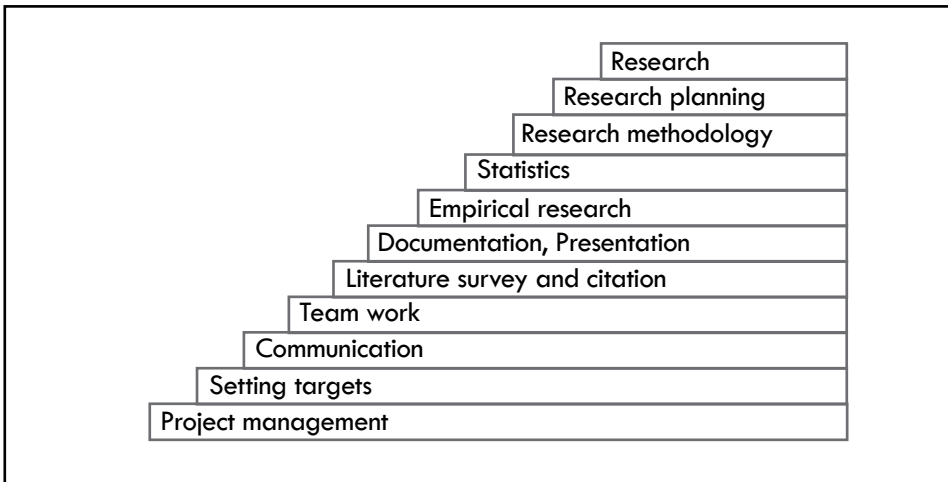 Research
Research planning
Research methodology
Statistics
Empirical research
Documentation, Presentation
Literature survey and citation
Team work
Communication
Setting targets
Project management